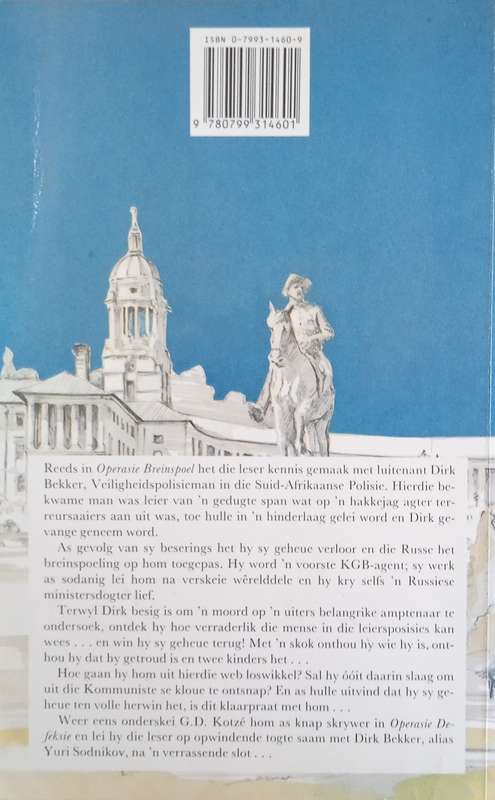 ISBN 0-7993-1460-9
9 780799 314601
Reeds in Operasie Breinspoel het die leser kennis gemaak met luitenant Dirk
Bekker, Veiligheidspolisieman in die Suid-Afrikaanse Polisie. Hierdie be-
kwame man was leier van 'n gedugte span wat op 'n hakkejag agter ter-
reursaaiers aan uit was, toe hulle in 'n hinderlaag gelei word en Dirk ge-
vange geneem word.
As gevolg van sy beserings het hy sy geheue verloor en die Russe het
breinspoeling op hom toegepas. Hy word 'n voorste KGB-agent; sy werk
as sodanig lei hom na verskeie wêrelddele en hy kry selfs 'n Russiese
ministersdogter lief.
Terwyl Dirk besig is om 'n moord op 'n uiters belangrike amptenaar te
ondersoek, ontdek hy hoe verraderlik die mense in die leiersposisies kan
wees . . . en win hy sy geheue terug! Met 'n skok onthou hy wie hy is, ont-
hou hy dat hy getroud is en twee kinders het . . .
Hoe gaan hy hom uit hierdie web loswikkel? Sal hy óóit daarin slaag om
uit die Kommuniste se kloue te ontsnap? En as hulle uitvind dat hy sy ge-
heue ten volle herwin het, is dit klaarpraat met hom . . .
Weer eens onderskei G.D. Kotzé hom as knap skrywer in Operasie De-
feksie en lei hy die leser op opwindende togte saam met Dirk Bekker, alias
Yuri Sodnikov, na 'n verrassende slot . . .